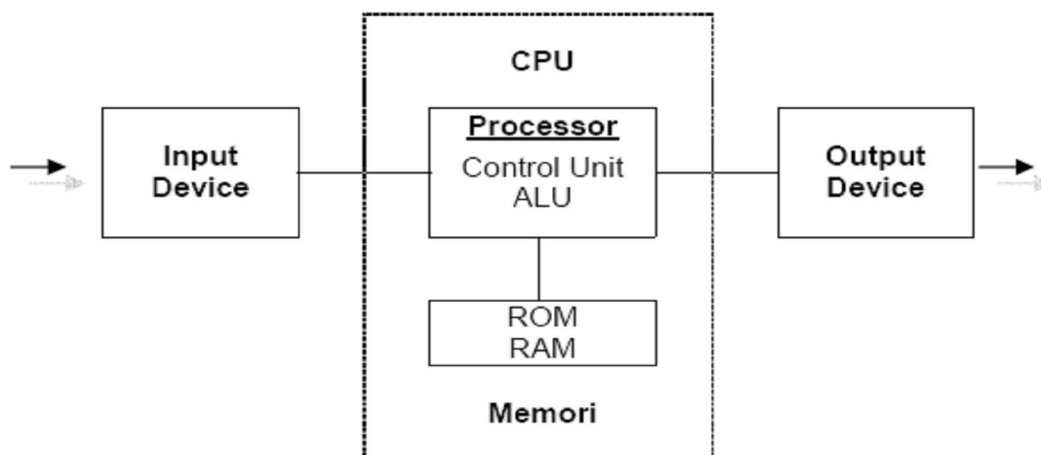 CPU
Input
Device
Processor
Control Unit
ALU
Output
Device
ROM
RAM
Memori